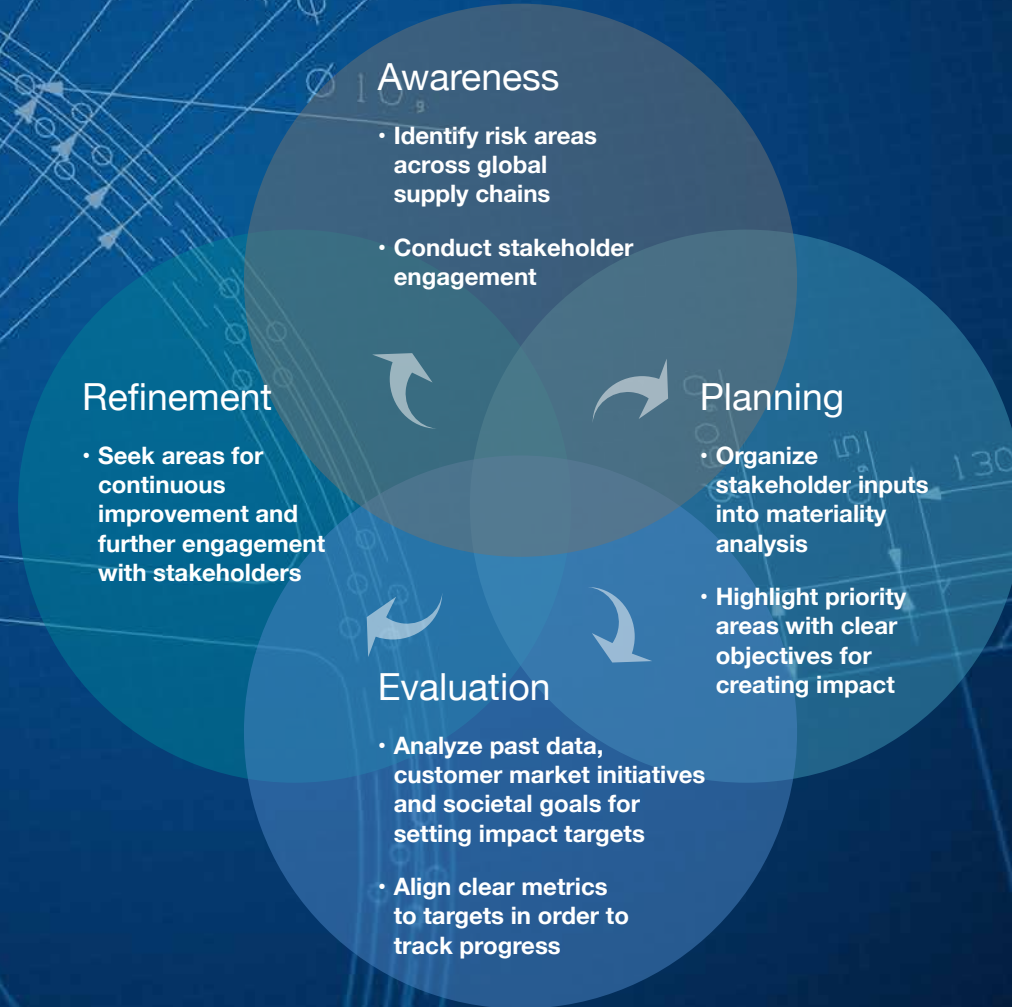 Awareness
• Identify risk areas
across global
supply chains
• Conduct stakeholder
engagement
Refinement
• Seek areas for
continuous
improvement and
further engagement
with stakeholders
Planning
• Organize
stakeholder inputs
into materiality
analysis
• Highlight priority
areas with clear
objectives for
creating impact
Evaluation
• Analyze past data,
customer market initiatives
and societal goals for
setting impact targets
• Align clear metrics
to targets in order to
track progress
130